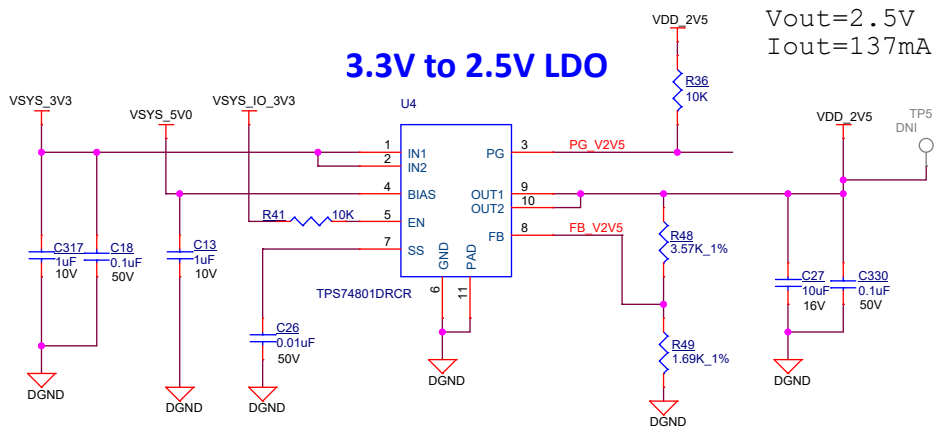 Vout=2.5V
Iout=137mA
3.3V to 2.5V LDO
VDD_2V5
R36
10K
U4
VSYS_3V3
VSYS_5V0
VSYS_IO_3V3
VDD_2V5
TP5
DNI
1
IN1
2
IN2
4
BIAS
5
EN
7
SS
PG
3
PG_V2V5
OUT1
9
OUT2
10
FB
8
FB_V2V5
GND
6
PAD
11
TPS74801DRCR
R41
10K
C317
1uF
10V
C18
0.1uF
50V
C13
1uF
10V
C26
0.01uF
50V
R48
3.57K_1%
R49
1.69K_1%
C27
10uF
16V
C330
0.1uF
50V
DGND
DGND
DGND
DGND
DGND
DGND